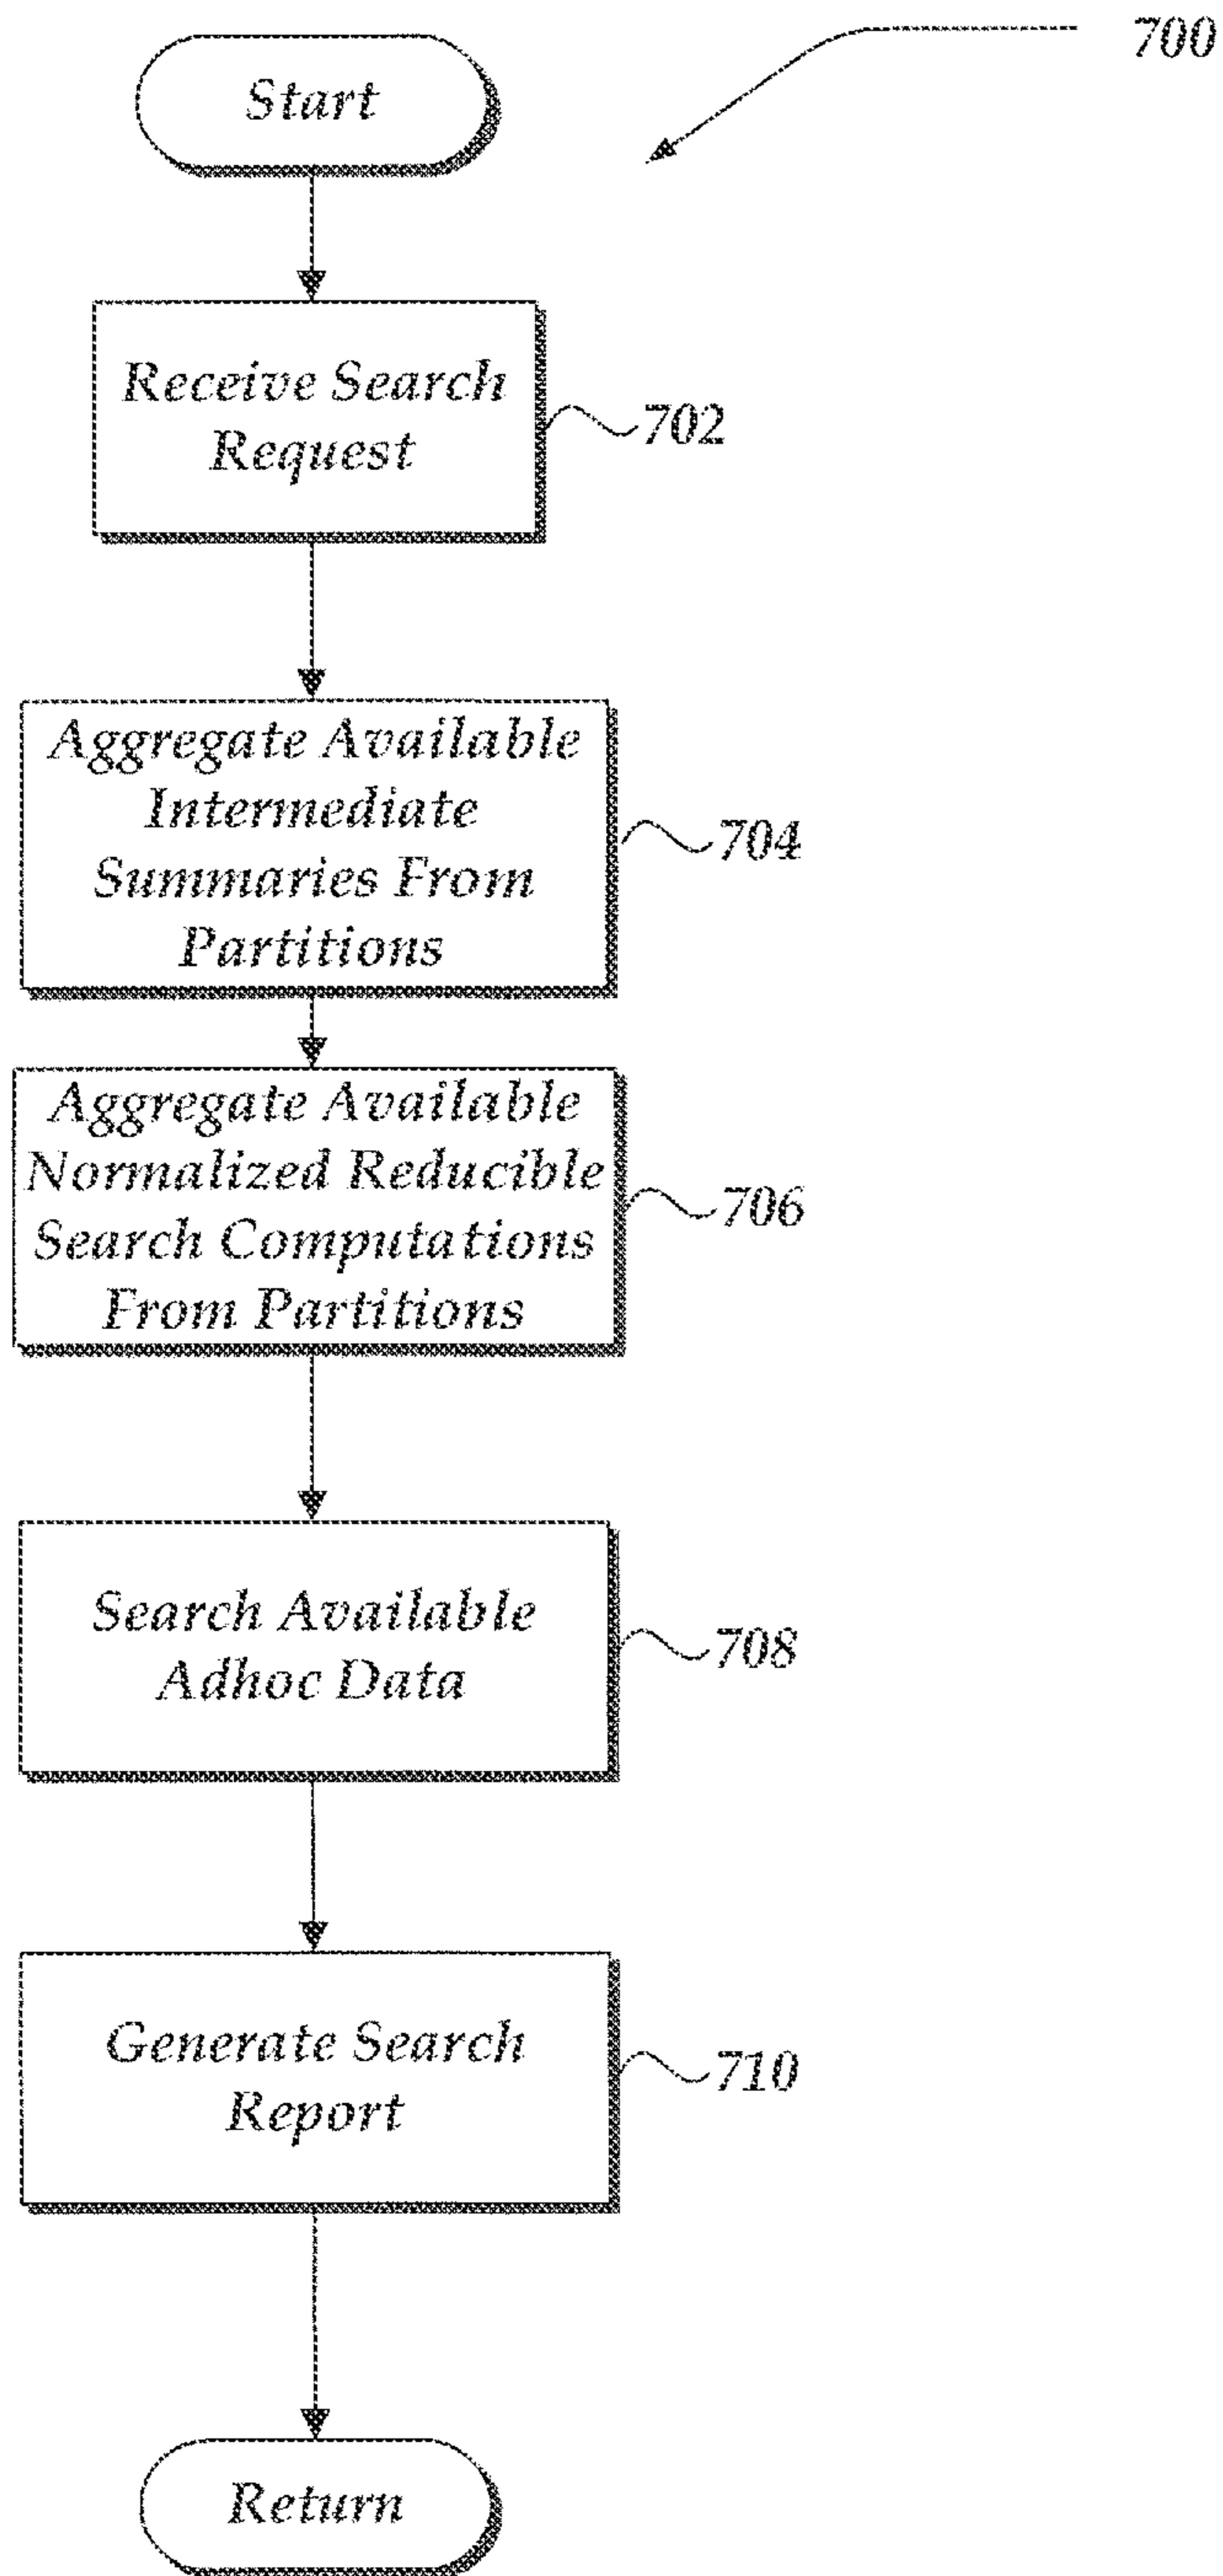 700
Start
Receive Search
Request
702
Aggregate Available
Intermediate
Summaries From
Partitions
704
Aggregate Available
Normalized Reducible
Search Computations
From Partitions
706
Search Available
Adhoc Data
708
Generate Search
Report
710
Return